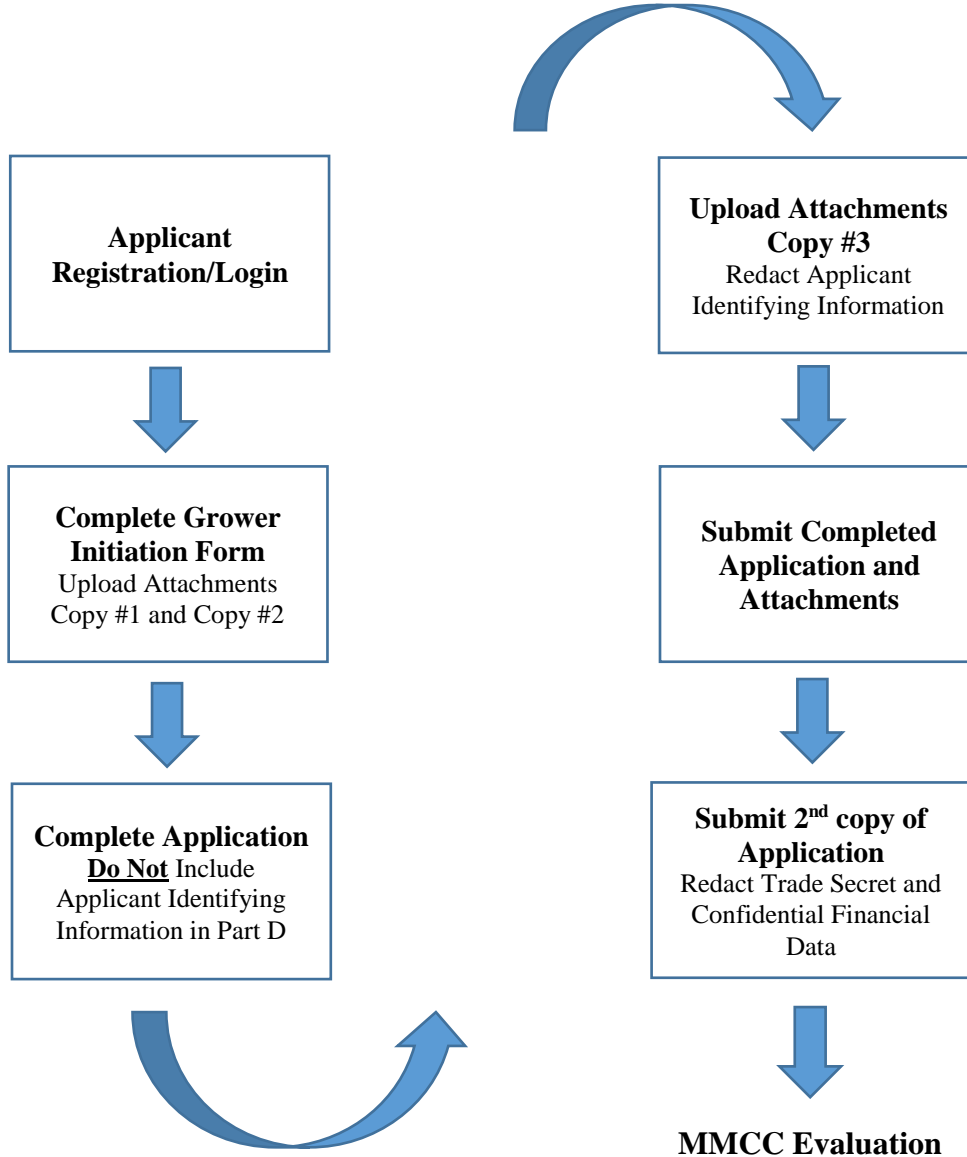 Applicant
Registration/Login
Complete Grower
Initiation Form
Upload Attachments
Copy #1 and Copy #2
Complete Application
Do Not Include
Applicant Identifying
Information in Part D
Upload Attachments
Copy #3
Redact Applicant
Identifying Information
Submit Completed
Application and
Attachments
Submit 2nd copy of
Application
Redact Trade Secret and
Confidential Financial
Data
MMCC Evaluation